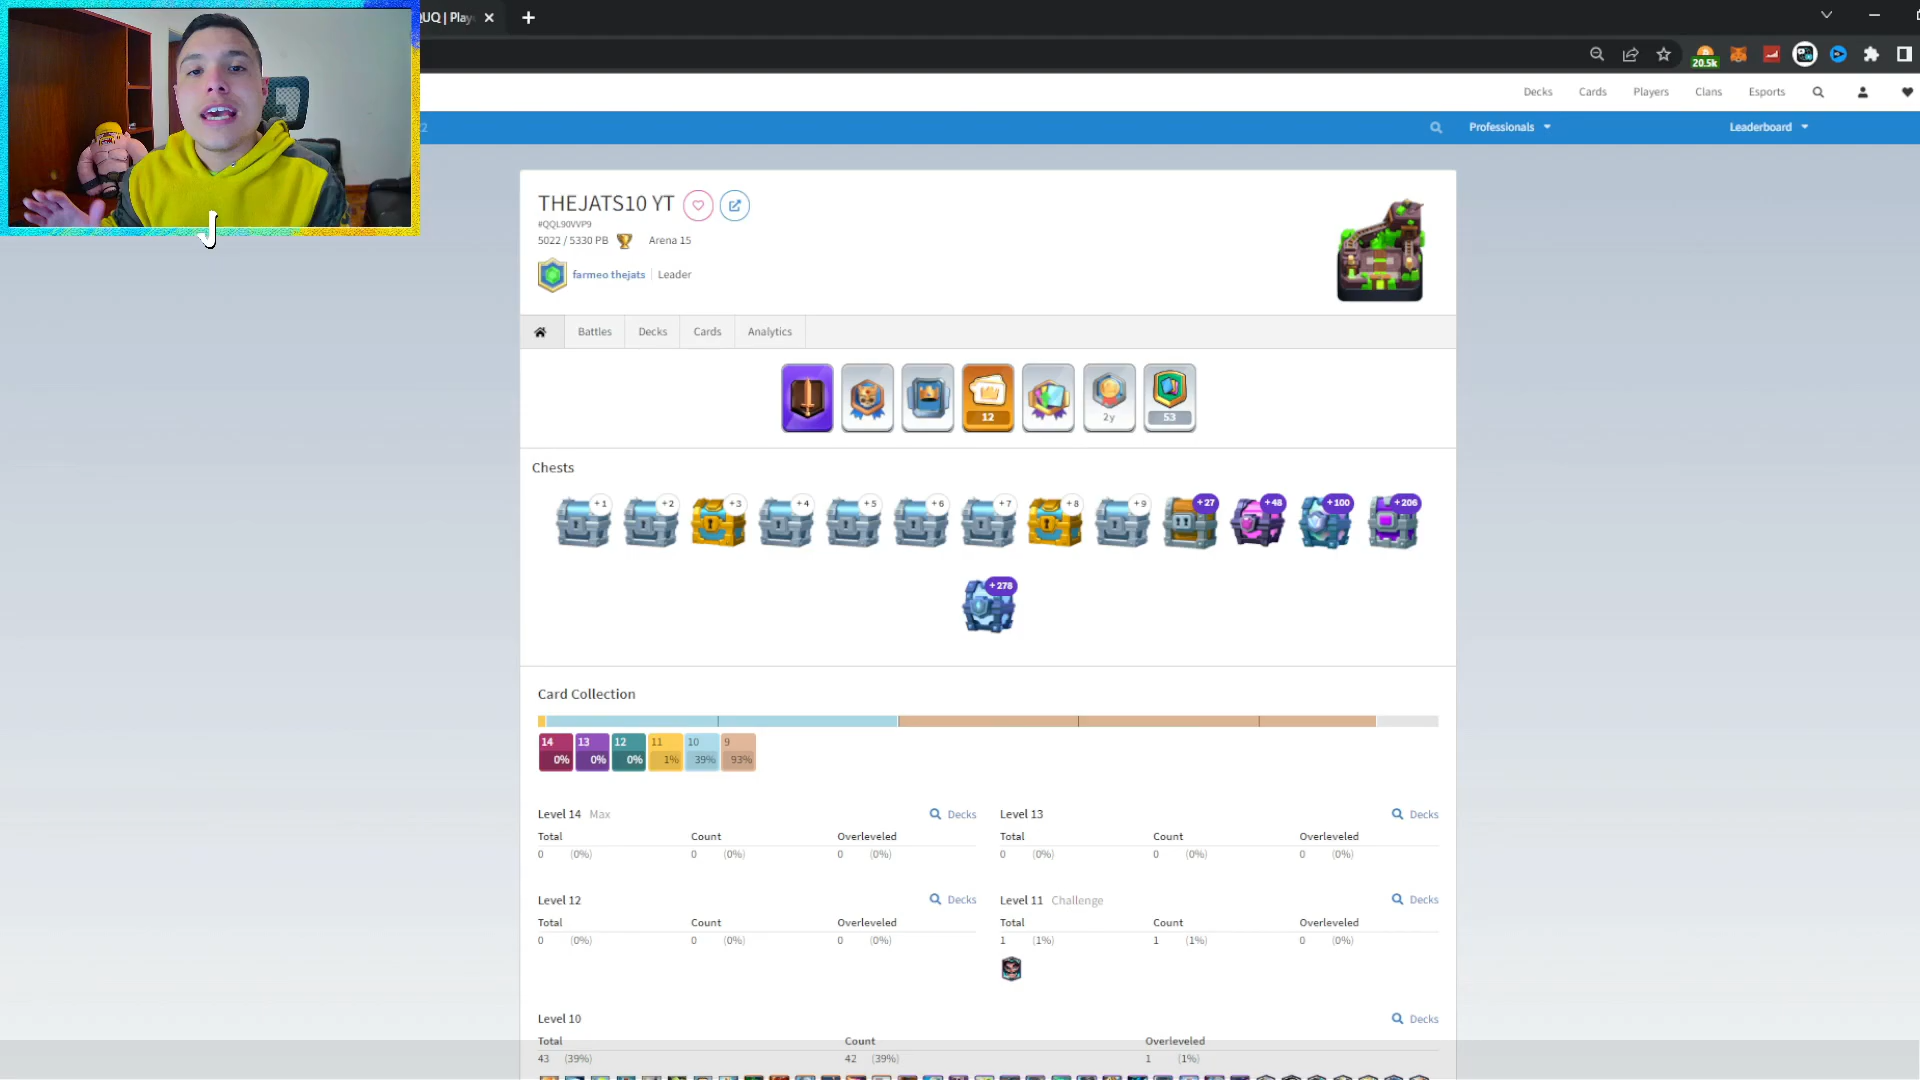 QUQ | Play
20.5k
Decks Cards Players Clans Esports
2 Professionals Leaderboard
THEJATS10 YT
#QQL90VVP9
5022 / 5330 PB Arena 15
farmeo thejats Leader
Battles Decks Cards Analytics
12 2y 53
Chests
+1 +2 +3 +4 +5 +6 +7 +8 +9 +27 +48 +100 +206
+278
Card Collection
14 13 12 11 10 9
0% 0% 0% 1% 39% 93%
Level 14 Max Decks
Total Count Overleveled
0 (0%) 0 (0%) 0 (0%)
Level 13 Decks
Total Count Overleveled
0 (0%) 0 (0%) 0 (0%)
Level 12 Decks
Total Count Overleveled
0 (0%) 0 (0%) 0 (0%)
Level 11 Challenge Decks
Total Count Overleveled
1 (1%) 1 (1%) 0 (0%)
Level 10 Decks
Total Count Overleveled
43 (39%) 42 (39%) 1 (1%)
J